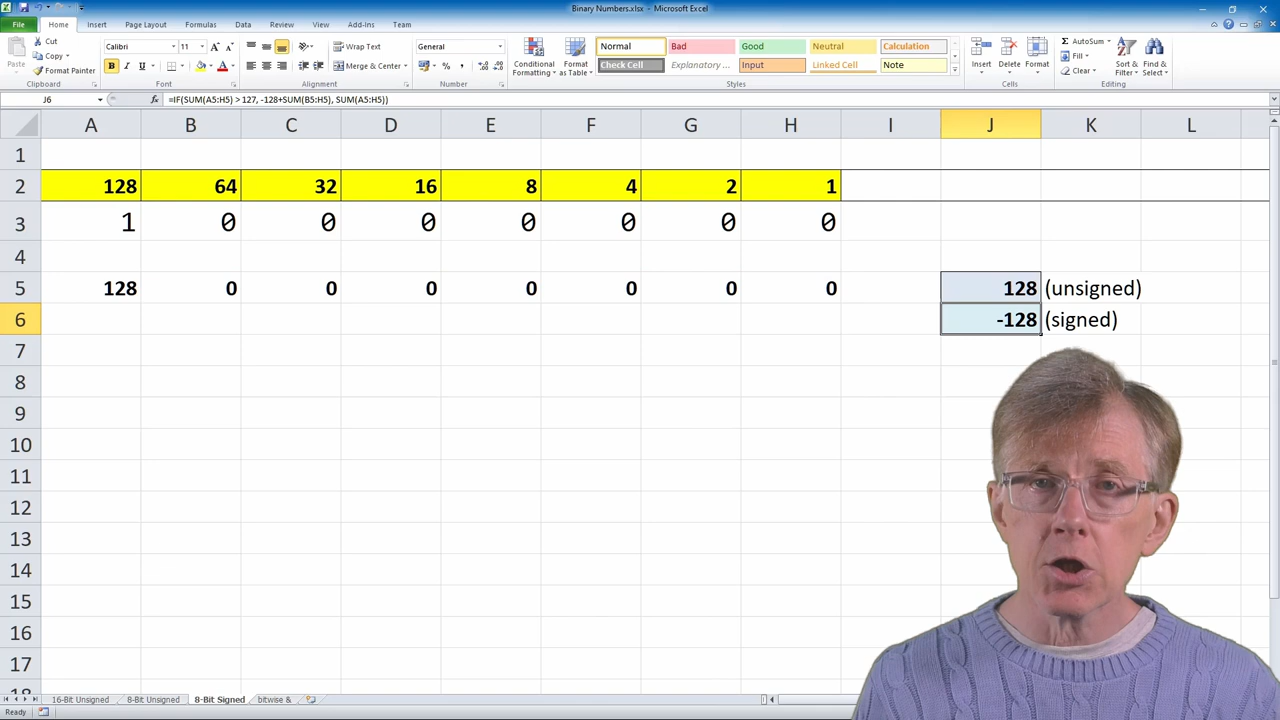 Binary Numbers.xlsx - Microsoft Excel
File Home Insert Page Layout Formulas Data Review View Add-Ins Team
Paste Cut Copy Format Painter Clipboard
Calibri 11 B I U Font
Wrap Text Merge & Center Alignment
General % , Number
Conditional Formatting Format as Table
Normal Bad Good Neutral Calculation
Check Cell Explanatory ... Input Linked Cell Note
Styles
Insert Delete Format Cells
AutoSum Fill Clear Sort & Filter Find & Select Editing
J6 fx =IF(SUM(A5:H5) > 127, -128+SUM(B5:H5), SUM(A5:H5))
A B C D E F G H I J K L
1
2 128 64 32 16 8 4 2 1
3 1 0 0 0 0 0 0 0
4
5 128 0 0 0 0 0 0 0 128 (unsigned)
6 -128 (signed)
7
8
9
10
11
12
13
14
15
16
17
18
16-Bit Unsigned 8-Bit Unsigned 8-Bit Signed bitwise &
Ready